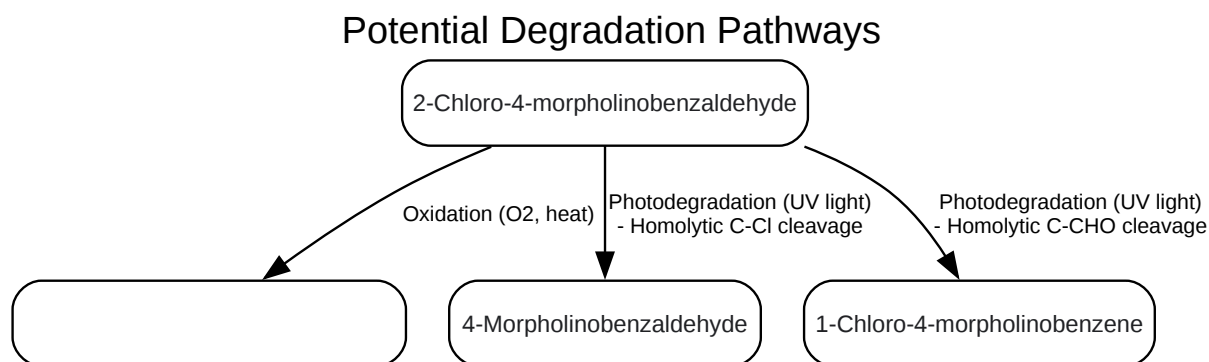 Potential Degradation Pathways
2-Chloro-4-morpholinobenzaldehyde
Oxidation (O2, heat)
Photodegradation (UV light)
- Homolytic C-Cl cleavage
Photodegradation (UV light)
- Homolytic C-CHO cleavage
4-Morpholinobenzaldehyde
1-Chloro-4-morpholinobenzene